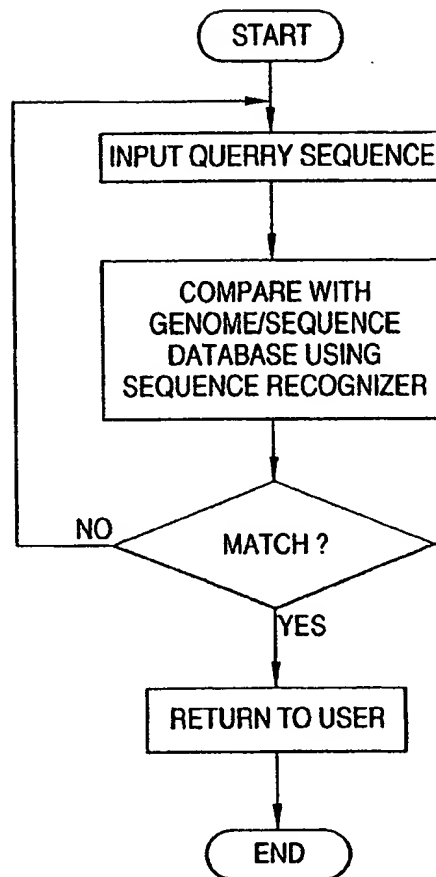 START
INPUT QUERRY SEQUENCE
COMPARE WITH
GENOME/SEQUENCE
DATABASE USING
SEQUENCE RECOGNIZER
NO
MATCH ?
YES
RETURN TO USER
END